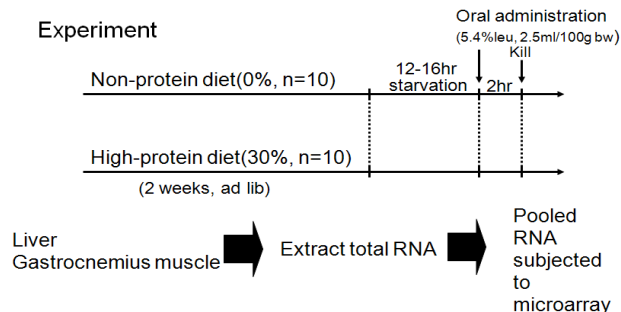 Experiment
Oral administration
(5.4%leu, 2.5ml/100g bw)
Kill
12-16hr
starvation
2hr
Non-protein diet(0%, n=10)
High-protein diet(30%, n=10)
(2 weeks, ad lib)
Liver
Gastrocnemius muscle
Extract total RNA
Pooled
RNA
subjected
to
microarray